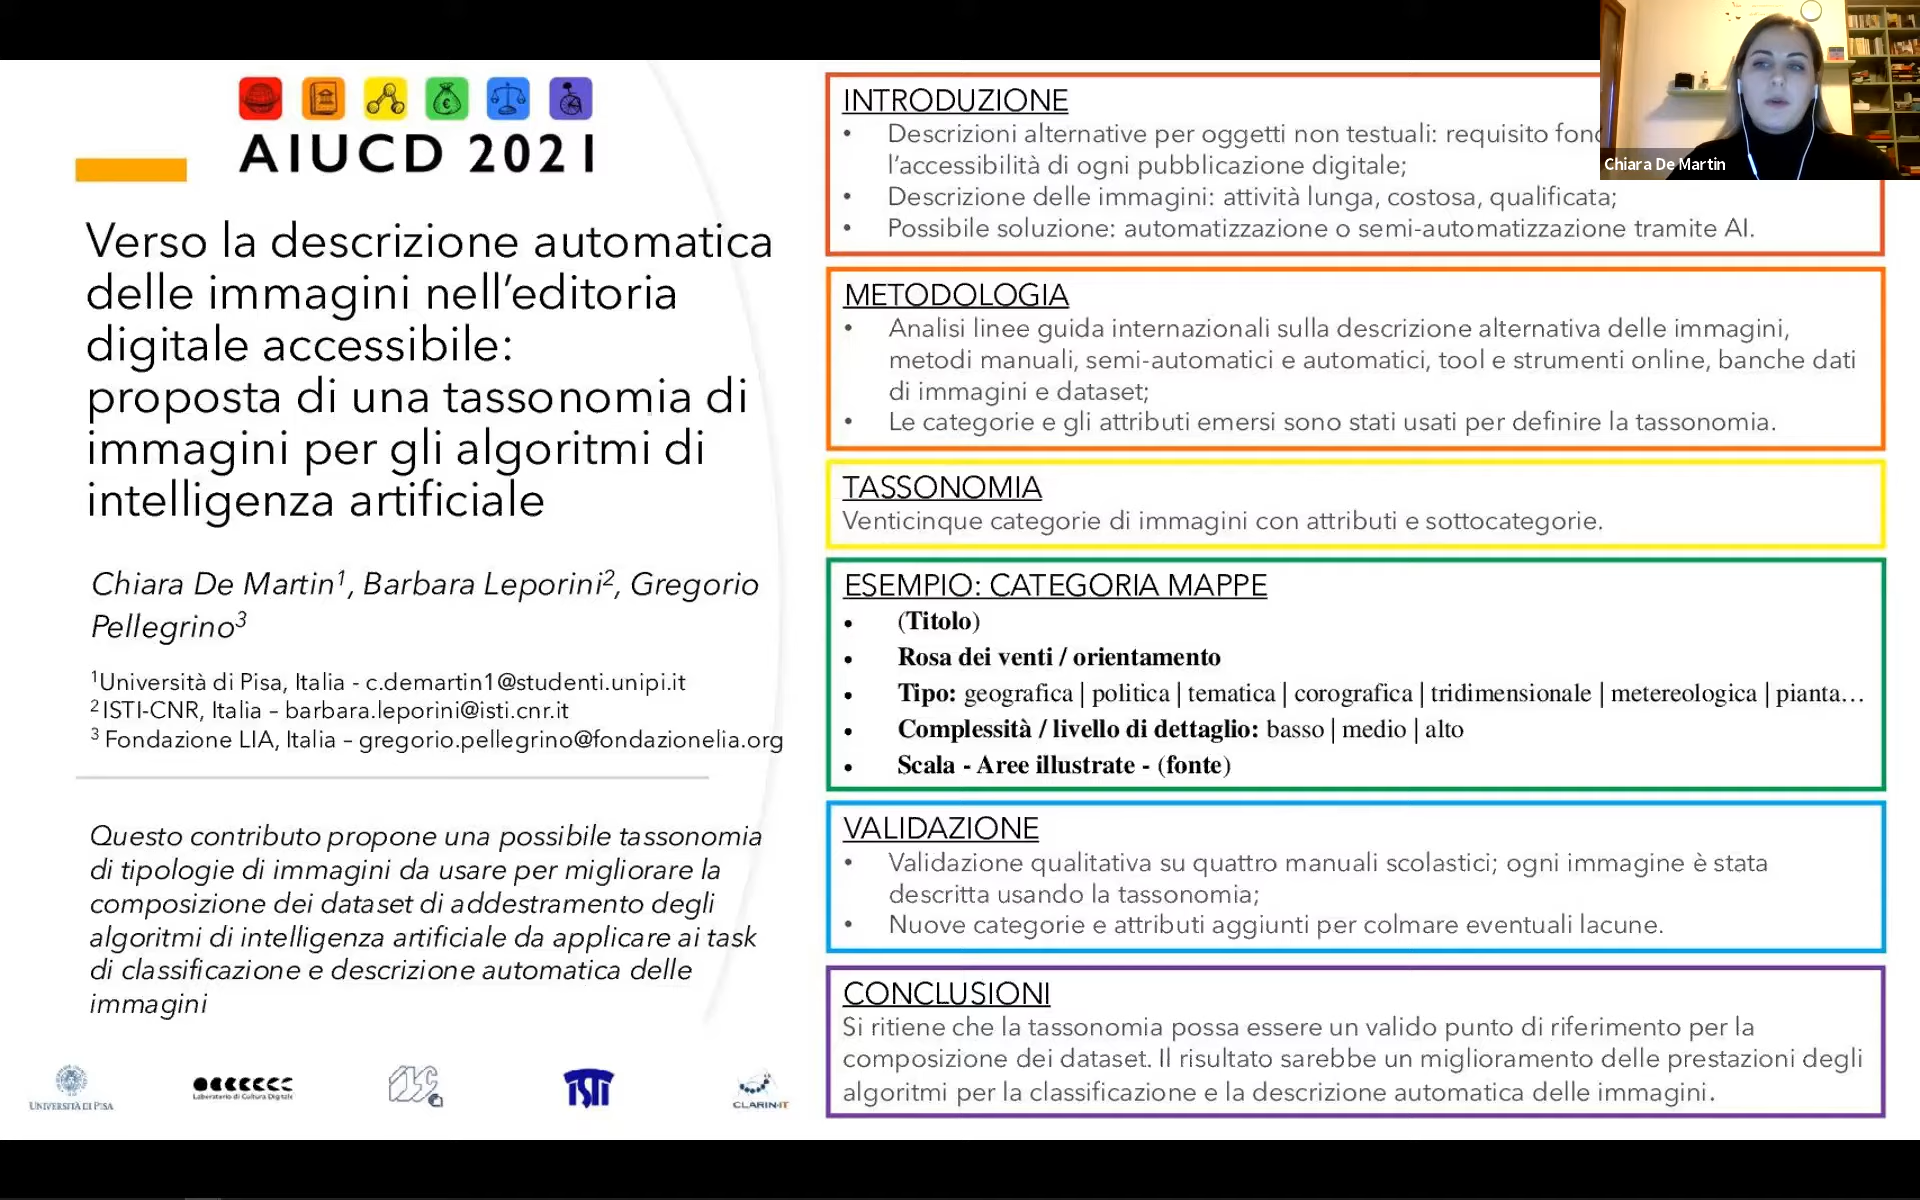 AIUCD 2021
Verso la descrizione automatica
delle immagini nell’editoria
digitale accessibile:
proposta di una tassonomia di
immagini per gli algoritmi di
intelligenza artificiale
Chiara De Martin¹, Barbara Leporini², Gregorio
Pellegrino³
¹Università di Pisa, Italia - c.demartin1@studenti.unipi.it
² ISTI-CNR, Italia – barbara.leporini@isti.cnr.it
³ Fondazione LIA, Italia – gregorio.pellegrino@fondazionelia.org
Questo contributo propone una possibile tassonomia
di tipologie di immagini da usare per migliorare la
composizione dei dataset di addestramento degli
algoritmi di intelligenza artificiale da applicare ai task
di classificazione e descrizione automatica delle
immagini
UNIVERSITÀ DI PISA
Laboratorio di Cultura Digitale
ISTI
CLARIN-IT
INTRODUZIONE
• Descrizioni alternative per oggetti non testuali: requisito
l’accessibilità di ogni pubblicazione digitale;
• Descrizione delle immagini: attività lunga, costosa, qualificata;
• Possibile soluzione: automatizzazione o semi-automatizzazione tramite AI.
METODOLOGIA
• Analisi linee guida internazionali sulla descrizione alternativa delle immagini,
metodi manuali, semi-automatici e automatici, tool e strumenti online, banche dati
di immagini e dataset;
• Le categorie e gli attributi emersi sono stati usati per definire la tassonomia.
TASSONOMIA
Venticinque categorie di immagini con attributi e sottocategorie.
ESEMPIO: CATEGORIA MAPPE
• (Titolo)
• Rosa dei venti / orientamento
• Tipo: geografica | politica | tematica | corografica | tridimensionale | metereologica | pianta…
• Complessità / livello di dettaglio: basso | medio | alto
• Scala - Aree illustrate - (fonte)
VALIDAZIONE
• Validazione qualitativa su quattro manuali scolastici; ogni immagine è stata
descritta usando la tassonomia;
• Nuove categorie e attributi aggiunti per colmare eventuali lacune.
CONCLUSIONI
Si ritiene che la tassonomia possa essere un valido punto di riferimento per la
composizione dei dataset. Il risultato sarebbe un miglioramento delle prestazioni degli
algoritmi per la classificazione e la descrizione automatica delle immagini.
Chiara De Martin